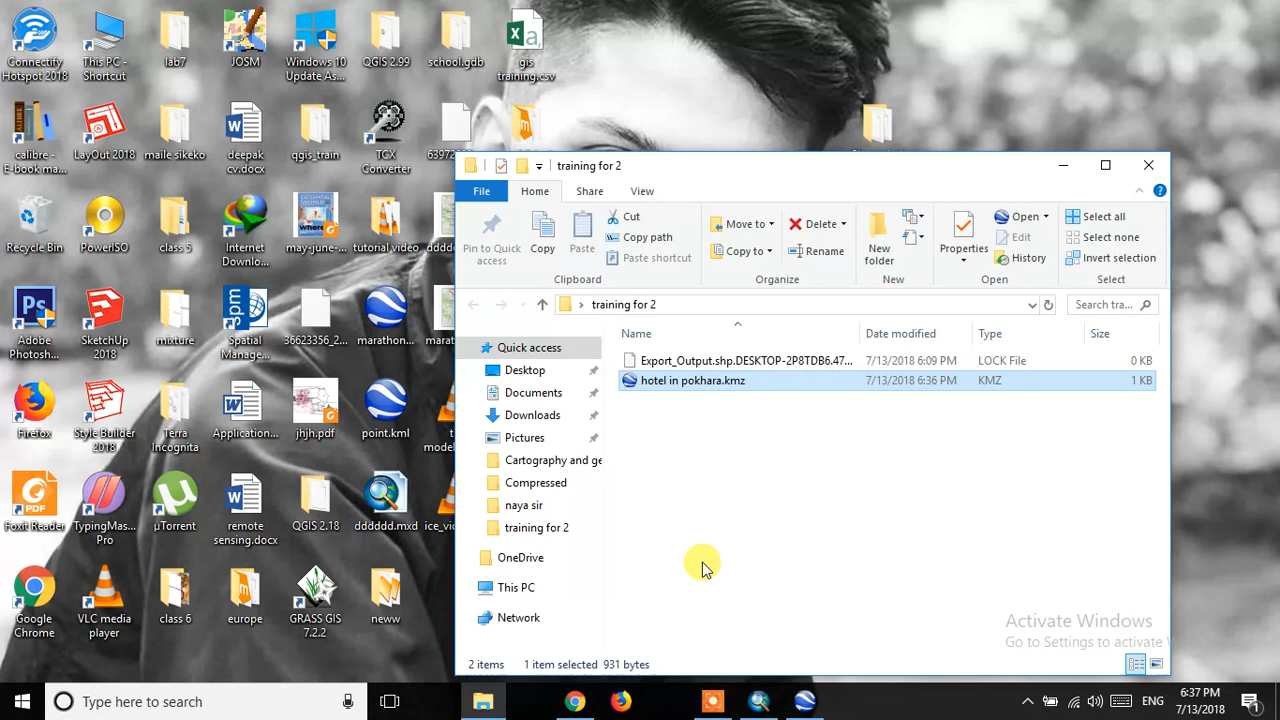 Connectify Hotspot 2018
This PC - Shortcut
lab7
JOSM
Windows 10 Update As...
QGIS 2.99
school.gdb
gis training.csv
calibre - E-book ma...
LayOut 2018
maile sikeko
deepak cv.docx
qgis_train
TCX Converter
63972
Recycle Bin
PowerISO
class 5
Internet Downlo...
may-june-...
tutorial video
Adobe Photosh...
SketchUp 2018
mixture
Spatial Manage...
36623356_2...
marathon...
Firefox
Style Builder 2018
Terra Incognita
Application...
jhjh.pdf
point.kml
Foxit Reader
TypingMas... Pro
µTorrent
remote sensing.docx
QGIS 2.18
dddddd.mxd
ice_vi
Google Chrome
VLC media player
class 6
europe
GRASS GIS 7.2.2
neww
training for 2
File
Home
Share
View
Pin to Quick access
Copy
Paste
Cut
Copy path
Paste shortcut
Move to
Copy to
Delete
Rename
New folder
Properties
Open
Edit
History
Select all
Select none
Invert selection
Clipboard
Organize
New
Open
Select
training for 2
Search tra...
Name
Date modified
Type
Size
Export_Output.shp.DESKTOP-2P8TDB6.47...
7/13/2018 6:09 PM
LOCK File
0 KB
hotel in pokhara.kmz
7/13/2018 6:36 PM
KMZ
1 KB
Quick access
Desktop
Documents
Downloads
Pictures
Cartography and ge
Compressed
naya sir
training for 2
OneDrive
This PC
Network
2 items
1 item selected 931 bytes
Activate Windows
Go to Settings to activate W
Type here to search
ENG
6:37 PM
7/13/2018